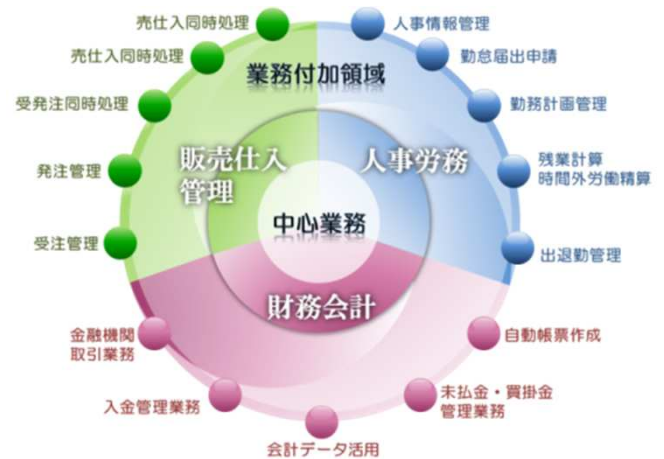 売仕入同時処理
売仕入同時処理
受発注同時処理
発注管理
受注管理
人事情報管理
勤怠届出申請
勤務計画管理
残業計算
時間外労働精算
出退勤管理
業務付加領域
販売仕入
管理
人事労務
中心業務
財務会計
金融機関
取引業務
入金管理業務
会計データ活用
未払金・買掛金
管理業務
自動帳票作成